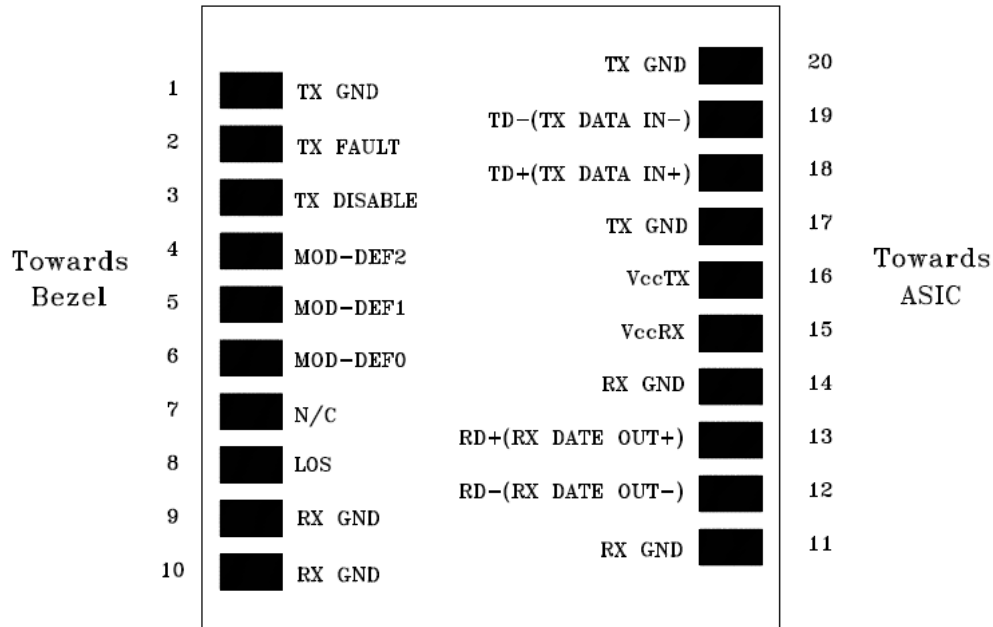 1 TX GND
2 TX FAULT
3 TX DISABLE
4 MOD-DEF2
5 MOD-DEF1
6 MOD-DEF0
7 N/C
8 LOS
9 RX GND
10 RX GND
Towards
Bezel
TX GND 20
TD-(TX DATA IN-) 19
TD+(TX DATA IN+) 18
TX GND 17
VccTX 16
VccRX 15
RX GND 14
RD+(RX DATE OUT+) 13
RD-(RX DATE OUT-) 12
RX GND 11
Towards
ASIC